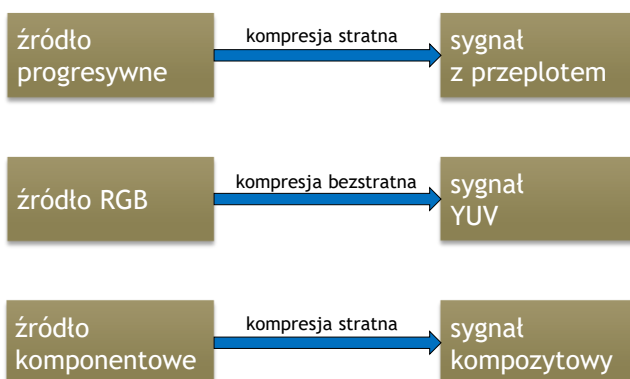 źródło
progresywne
kompresja stratna
sygnał
z przeplotem
źródło RGB
kompresja bezstratna
sygnał
YUV
źródło
komponentowe
kompresja stratna
sygnał
kompozytowy